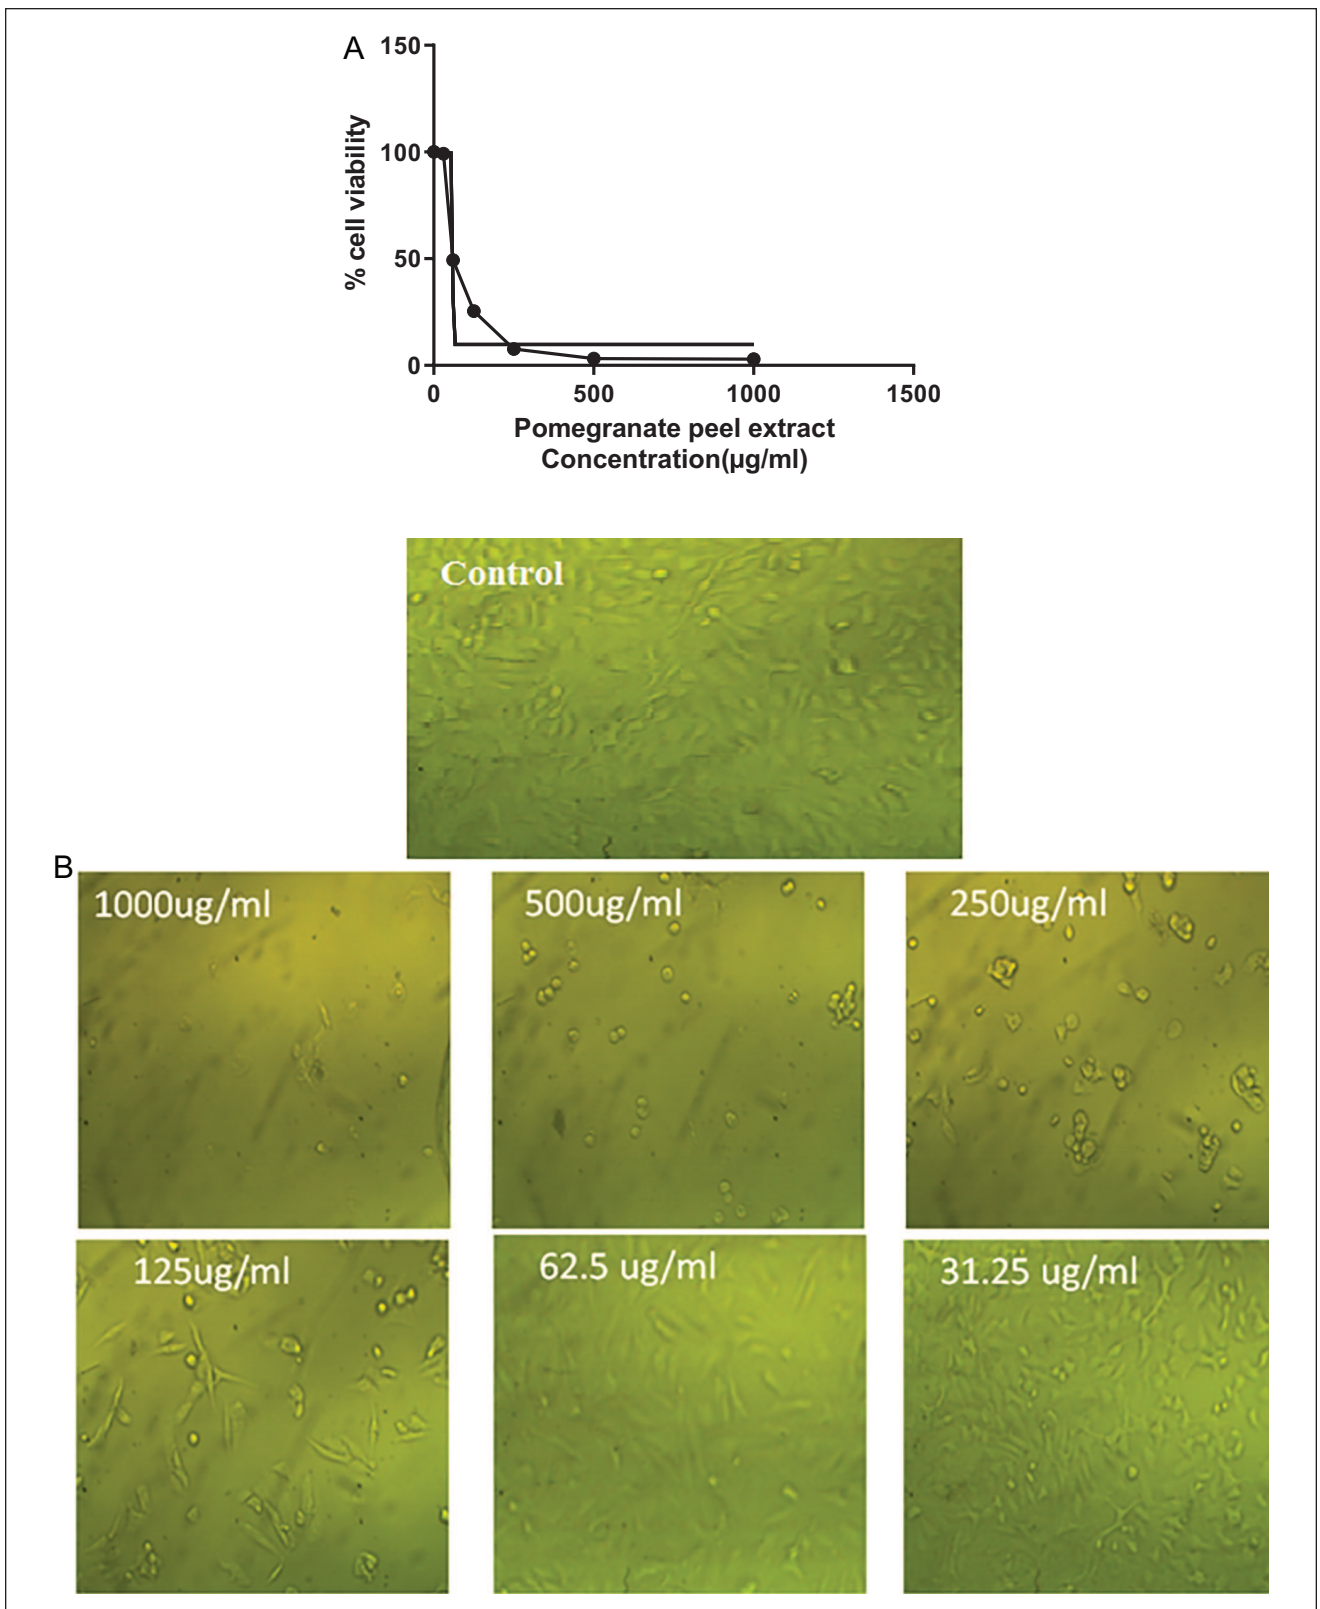 A
150
100
50
0
% cell viability
0 500 1000 1500
Pomegranate peel extract
Concentration(µg/ml)
Control
B
1000ug/ml 500ug/ml 250ug/ml
125ug/ml 62.5 ug/ml 31.25 ug/ml